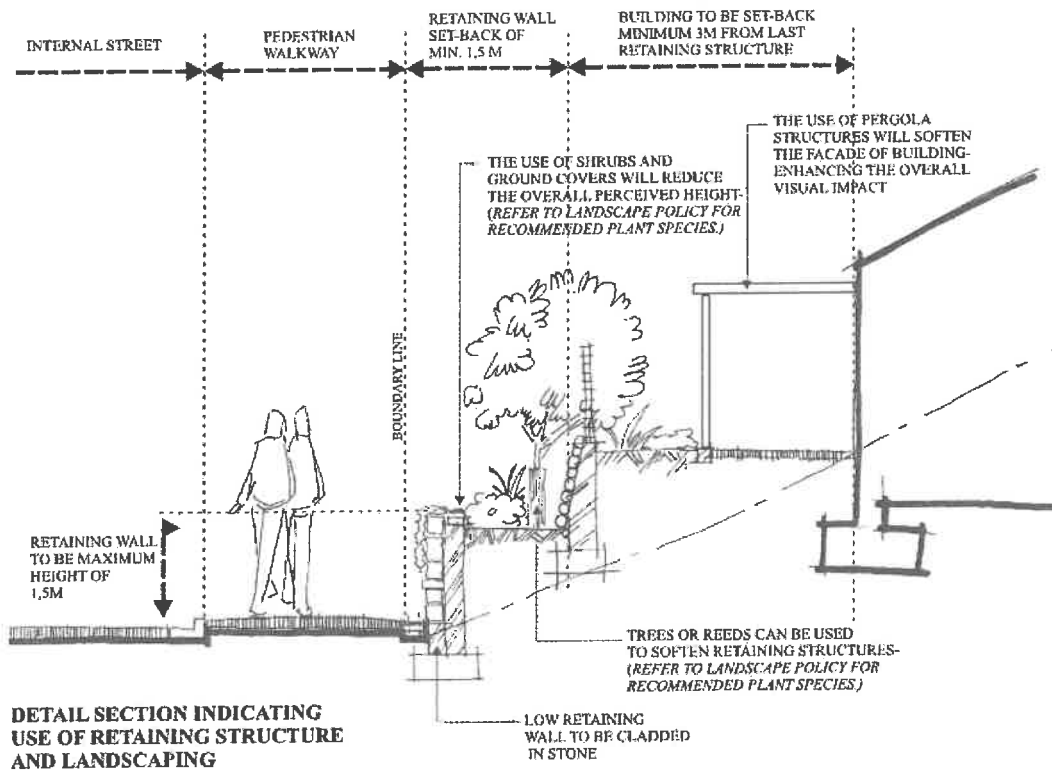 INTERNAL STREET
PEDESTRIAN
WALKWAY
RETAINING WALL
SET-BACK OF
MIN. 1,5 M
BUILDING TO BE SET-BACK
MINIMUM 3M FROM LAST
RETAINING STRUCTURE
THE USE OF PERGOLA
STRUCTURES WILL SOFTEN
THE FACADE OF BUILDING-
ENHANCING THE OVERALL
VISUAL IMPACT
THE USE OF SHRUBS AND
GROUND COVERS WILL REDUCE
THE OVERALL PERCEIVED HEIGHT-
(REFER TO LANDSCAPE POLICY FOR
RECOMMENDED PLANT SPECIES.)
BOUNDARY LINE
RETAINING WALL
TO BE MAXIMUM
HEIGHT OF
1,5M
TREES OR REEDS CAN BE USED
TO SOFTEN RETAINING STRUCTURES-
(REFER TO LANDSCAPE POLICY FOR
RECOMMENDED PLANT SPECIES.)
LOW RETAINING
WALL TO BE CLADDED
IN STONE
DETAIL SECTION INDICATING
USE OF RETAINING STRUCTURE
AND LANDSCAPING